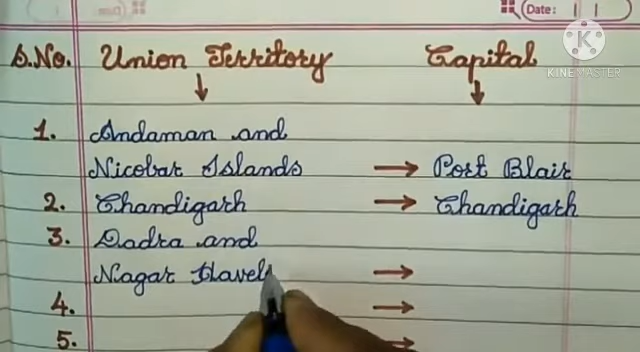 Date:
KINEMASTER
S.No. Union Territory Capital
1. Andaman and
Nicobar Islands → Port Blair
2. Chandigarh → Chandigarh
3. Dadra and
Nagar Havel →
4. →
5. →